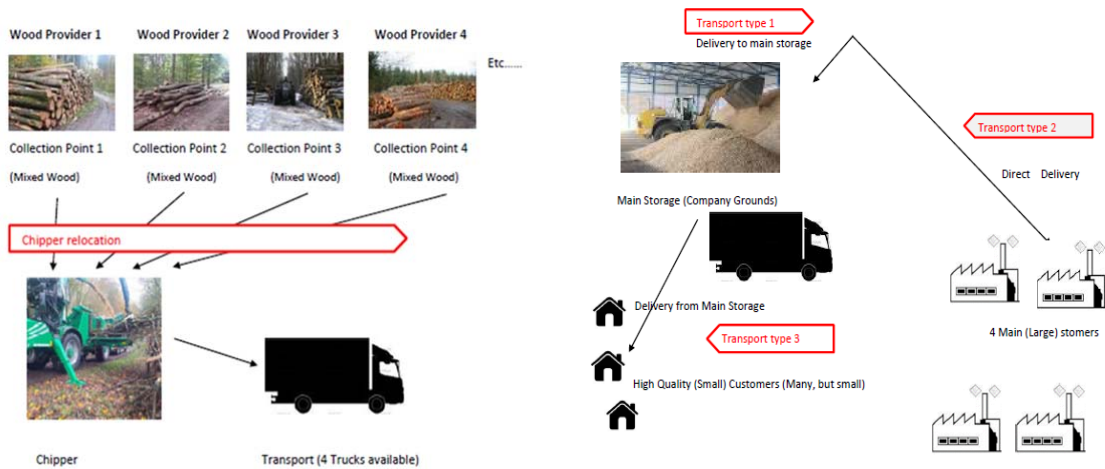 Wood Provider 1 Wood Provider 2 Wood Provider 3 Wood Provider 4
Etc......
Collection Point 1 Collection Point 2 Collection Point 3 Collection Point 4
(Mixed Wood) (Mixed Wood) (Mixed Wood) (Mixed Wood)
Chipper relocation
Chipper
Transport (4 Trucks available)
Transport type 1
Delivery to main storage
Transport type 2
Direct Delivery
Main Storage (Company Grounds)
Delivery from Main Storage
4 Main (Large) stomers
Transport type 3
High Quality (Small) Customers (Many, but small)